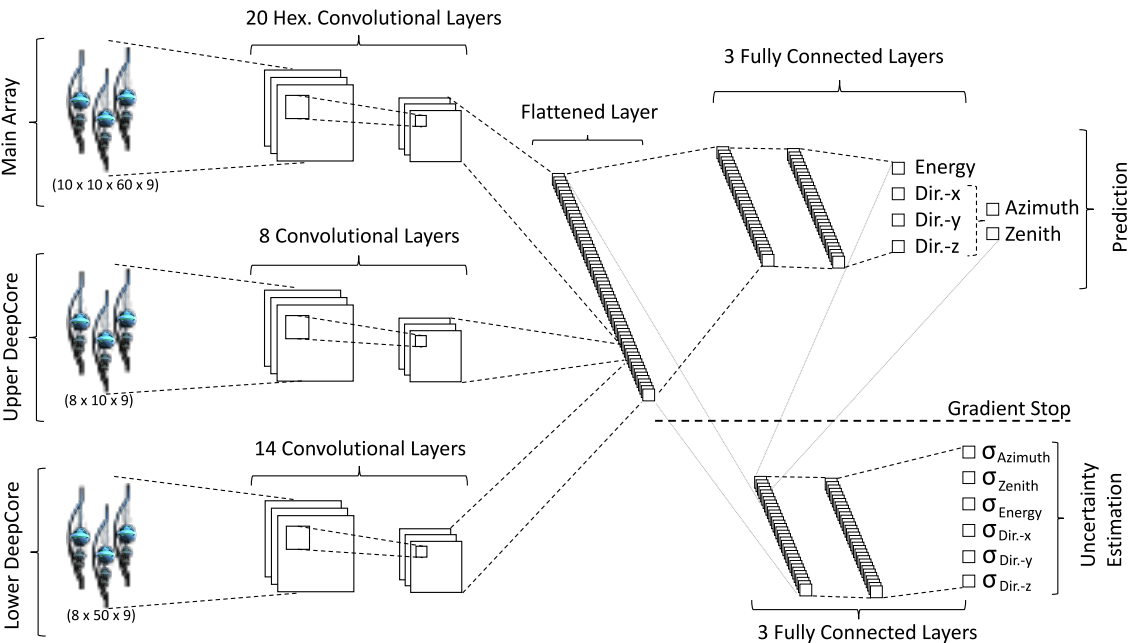 20 Hex. Convolutional Layers
Main Array
(10 x 10 x 60 x 9)
8 Convolutional Layers
Upper DeepCore
(8 x 10 x 9)
14 Convolutional Layers
Lower DeepCore
(8 x 50 x 9)
Flattened Layer
3 Fully Connected Layers
Energy
Dir.-x
Dir.-y
Dir.-z
Azimuth
Zenith
Prediction
Gradient Stop
σAzimuth
σZenith
σEnergy
σDir.-x
σDir.-y
σDir.-z
Uncertainty
Estimation
3 Fully Connected Layers